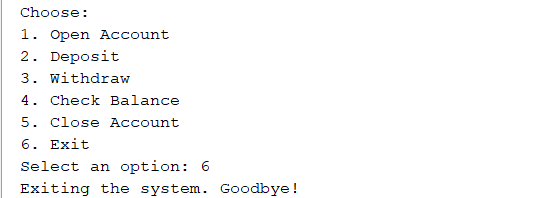 Choose:
1. Open Account
2. Deposit
3. Withdraw
4. Check Balance
5. Close Account
6. Exit
Select an option: 6
Exiting the system. Goodbye!